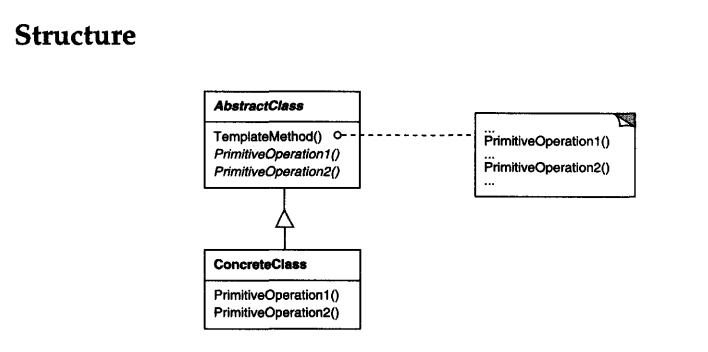 Structure
AbstractClass
TemplateMethod()
PrimitiveOperation1()
PrimitiveOperation2()
...
PrimitiveOperation1()
...
PrimitiveOperation2()
...
ConcreteClass
PrimitiveOperation1()
PrimitiveOperation2()